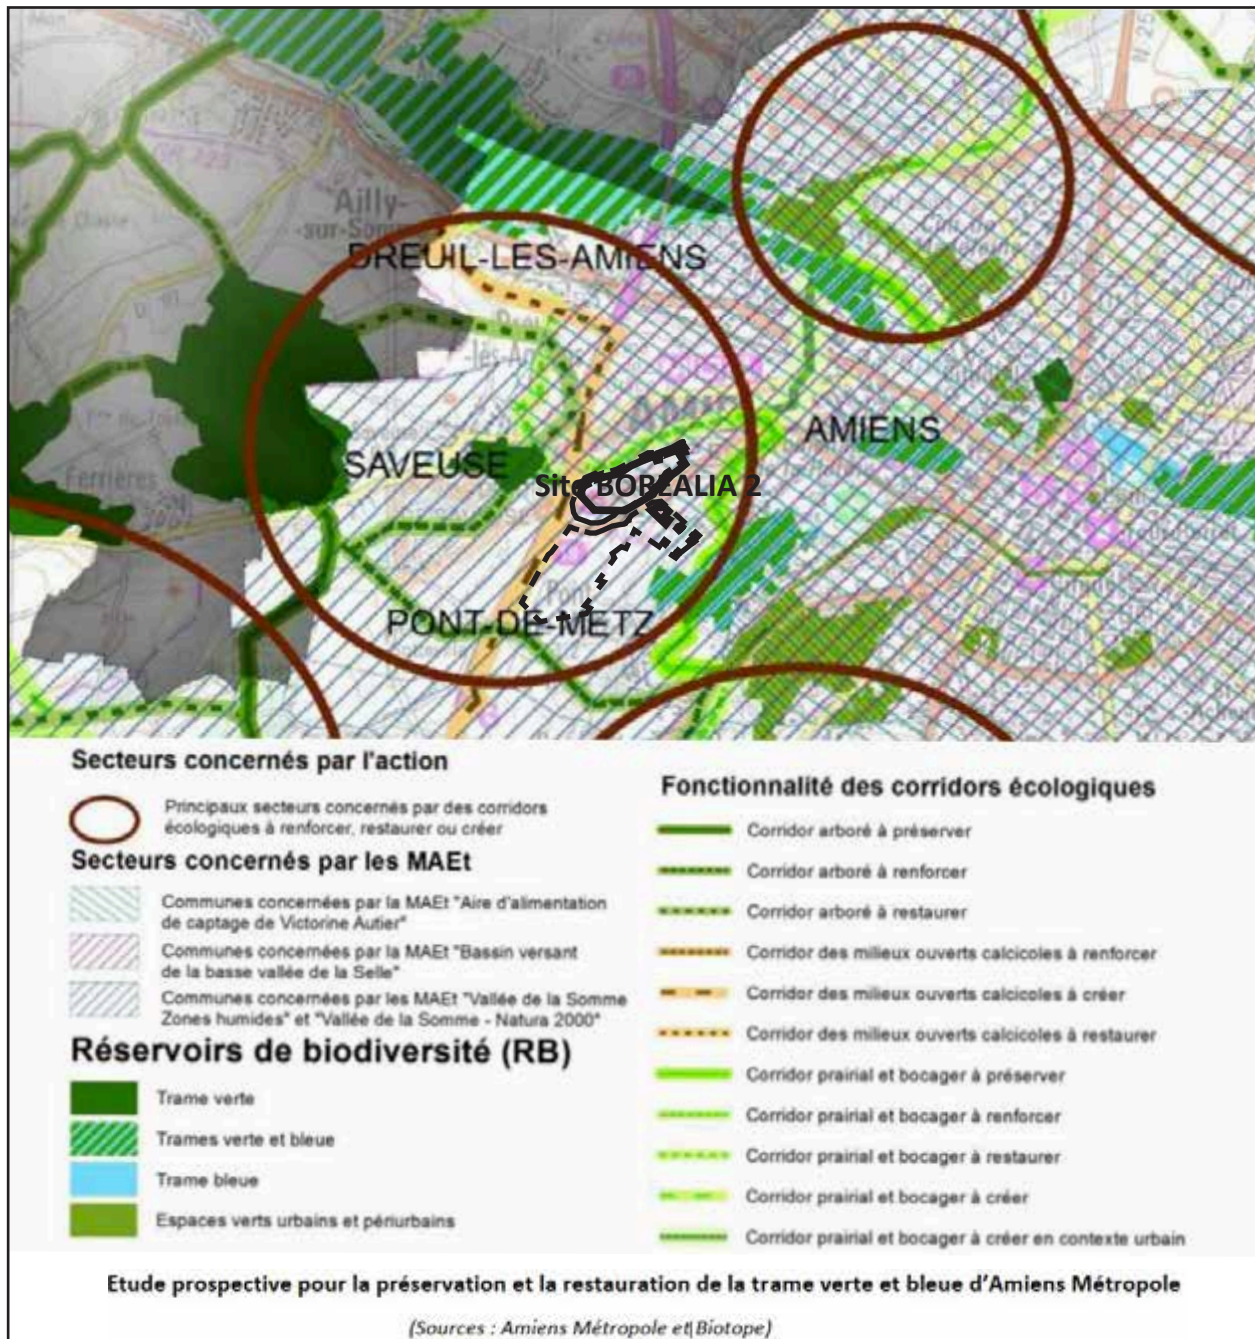 Ailly-
-sur-Somme
DREUIL-LES-AMIENS
-lès-Amiens
AMIENS
SAVEUSE
Site BOREALIA 2
Ferrières
Pont
PONT-DE-METZ
Secteurs concernés par l'action
Principaux secteurs concernés par des corridors
écologiques à renforcer, restaurer ou créer
Secteurs concernés par les MAEt
Communes concernées par la MAEt "Aire d'alimentation
de captage de Victorine Autier"
Communes concernées par la MAEt "Bassin versant
de la basse vallée de la Selle"
Communes concernées par les MAEt "Vallée de la Somme
Zones humides" et "Vallée de la Somme - Natura 2000"
Réservoirs de biodiversité (RB)
Trame verte
Trames verte et bleue
Trame bleue
Espaces verts urbains et périurbains
Fonctionnalité des corridors écologiques
Corridor arboré à préserver
Corridor arboré à renforcer
Corridor arboré à restaurer
Corridor des milieux ouverts calcicoles à renforcer
Corridor des milieux ouverts calcicoles à créer
Corridor des milieux ouverts calcicoles à restaurer
Corridor prairial et bocager à préserver
Corridor prairial et bocager à renforcer
Corridor prairial et bocager à restaurer
Corridor prairial et bocager à créer
Corridor prairial et bocager à créer en contexte urbain
Etude prospective pour la préservation et la restauration de la trame verte et bleue d'Amiens Métropole
(Sources : Amiens Métropole et Biotope)